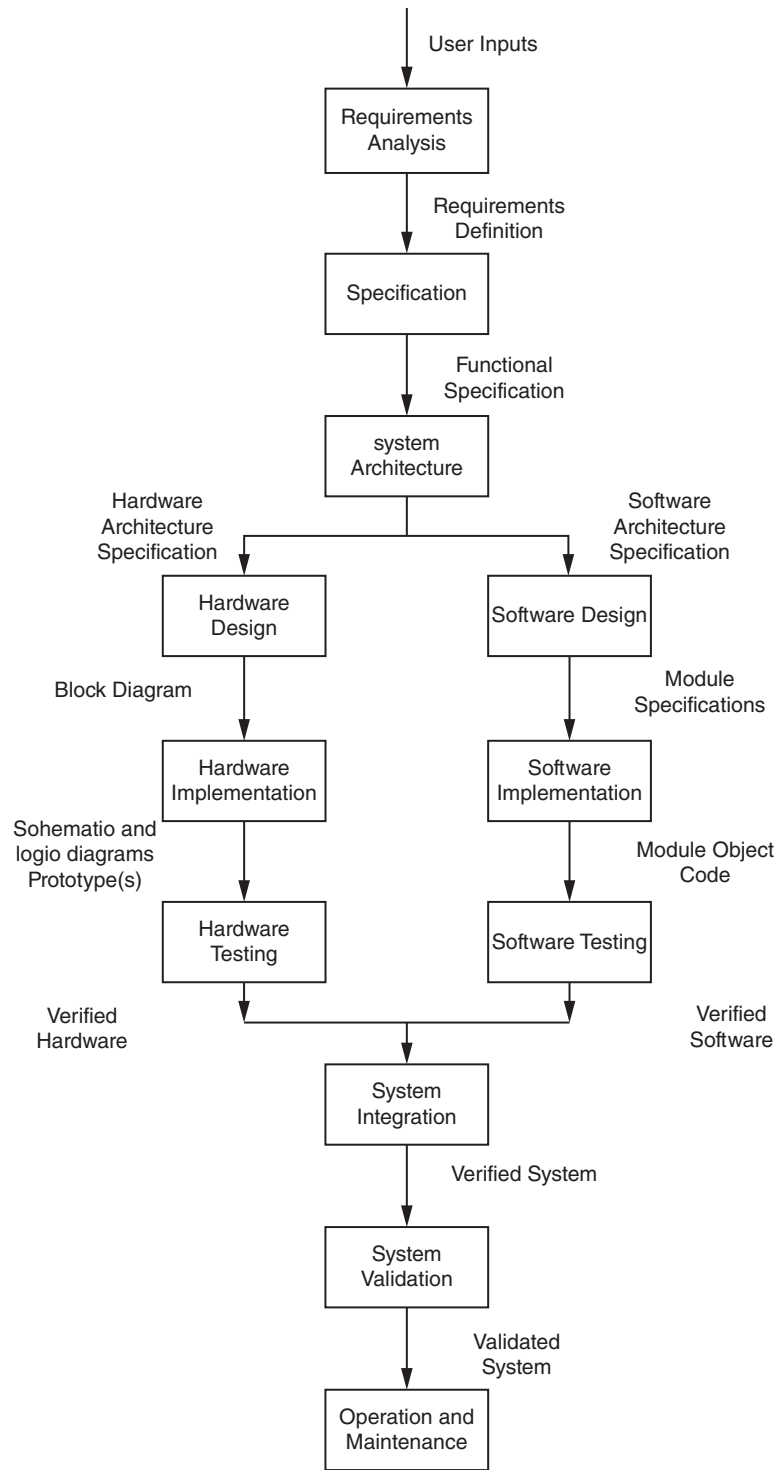 User Inputs
Requirements
Analysis
Requirements
Definition
Specification
Functional
Specification
system
Architecture
Hardware
Architecture
Specification
Software
Architecture
Specification
Hardware
Design
Software Design
Block Diagram
Module
Specifications
Hardware
Implementation
Software
Implementation
Sohematio and
logio diagrams
Prototype(s)
Module Object
Code
Hardware
Testing
Software Testing
Verified
Hardware
Verified
Software
System
Integration
Verified System
System
Validation
Validated
System
Operation and
Maintenance